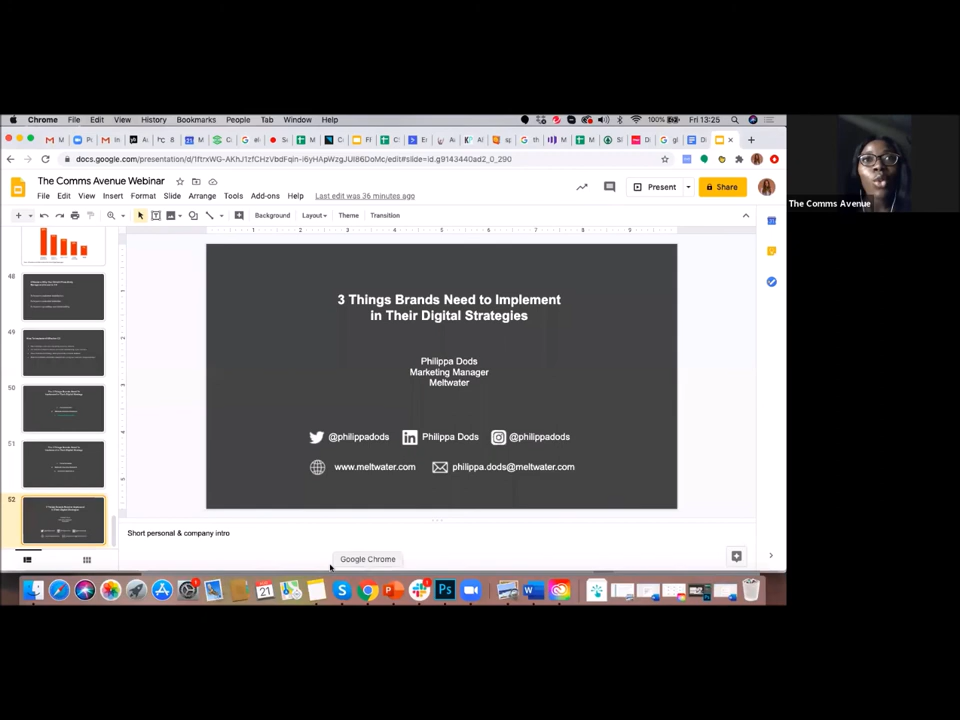 Chrome File Edit View History Bookmarks People Tab Window Help 100% Fri 13:25
docs.google.com/presentation/d/1ftrxWG-AKhJ1zfCHzVbdFqin-i6yHApWzgJUI86DoMc/edit#slide=id.g9143440ad2_0_290
The Comms Avenue Webinar
File Edit View Insert Format Slide Arrange Tools Add-ons Help Last edit was 36 minutes ago
Present Share
Background Layout Theme Transition
The Comms Avenue
48
49
50
51
52
3 Things Brands Need to Implement
in Their Digital Strategies
Philippa Dods
Marketing Manager
Meltwater
@philippadods Philippa Dods @philippadods
www.meltwater.com philippa.dods@meltwater.com
Short personal & company intro
Google Chrome